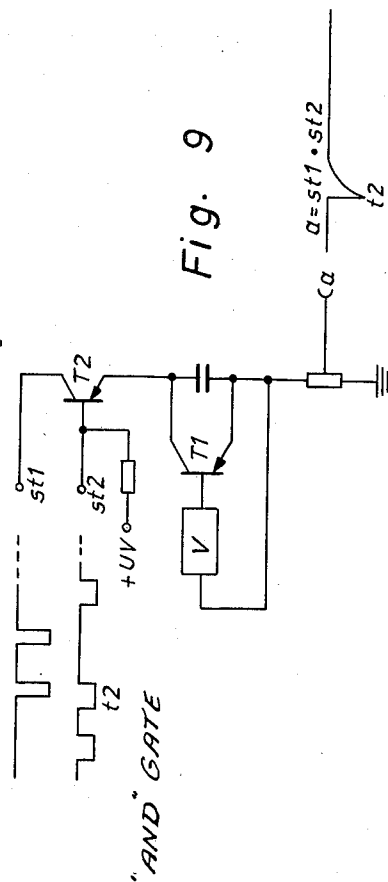 "AND" GATE
t2
st1
st2
+UV
T2
V
T1
Fig. 9
a
a=st1·st2
t2